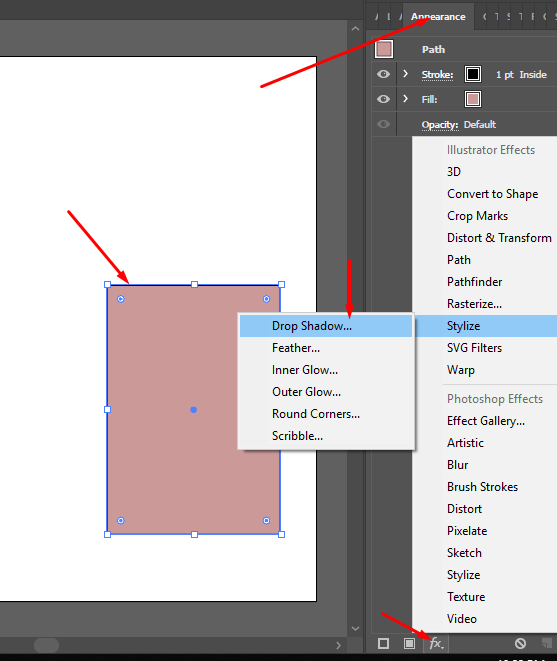 Appearance
Path
Stroke: 1 pt Inside
Fill:
Opacity: Default
Illustrator Effects
3D
Convert to Shape
Crop Marks
Distort & Transform
Path
Pathfinder
Rasterize...
Stylize
SVG Filters
Warp
Drop Shadow...
Feather...
Inner Glow...
Outer Glow...
Round Corners...
Scribble...
Photoshop Effects
Effect Gallery...
Artistic
Blur
Brush Strokes
Distort
Pixelate
Sketch
Stylize
Texture
Video
fx.